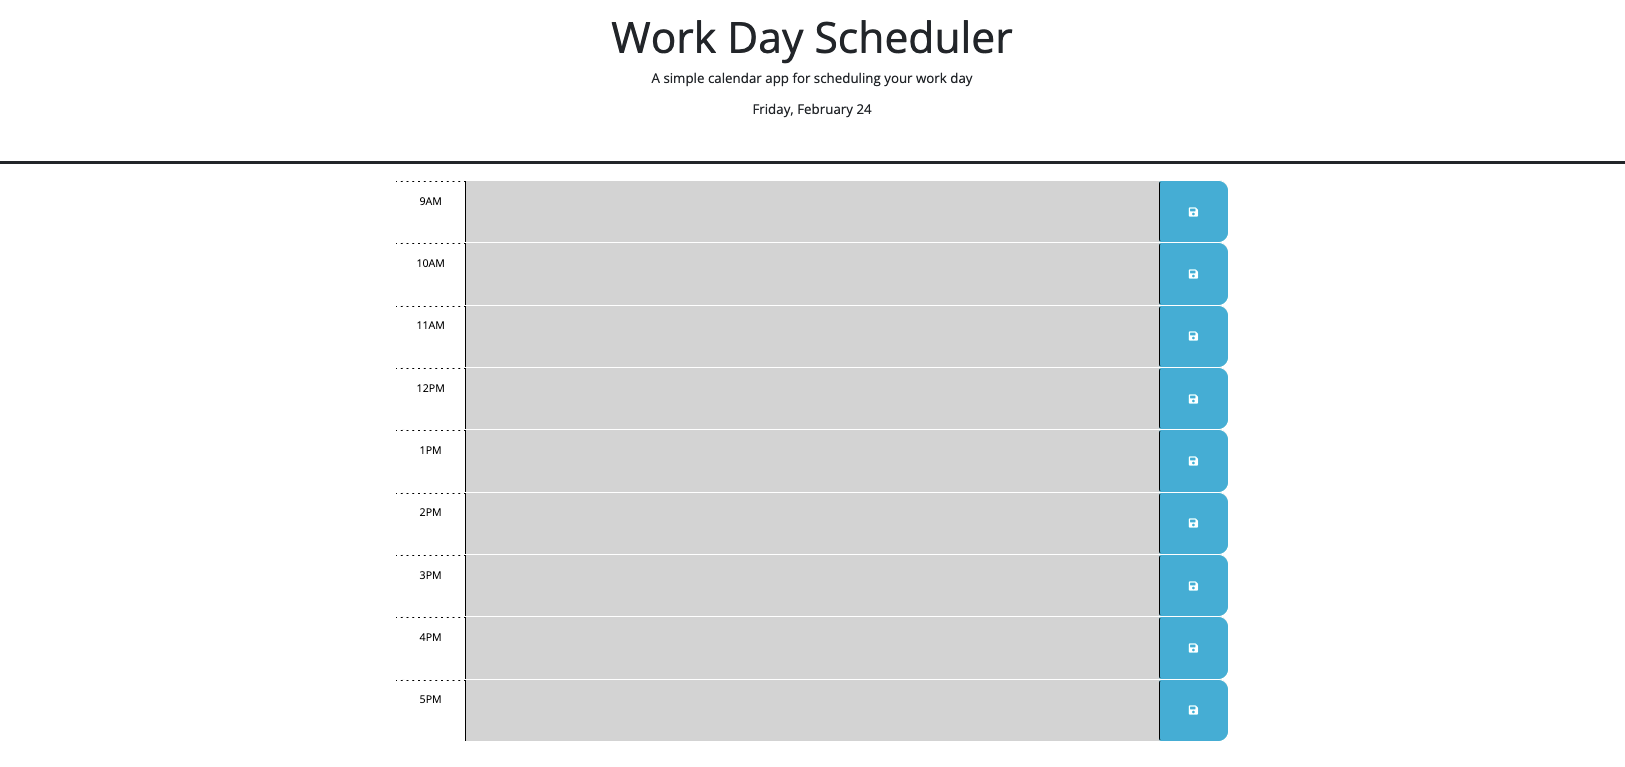 Work Day Scheduler
A simple calendar app for scheduling your work day
Friday, February 24
9AM
10AM
11AM
12PM
1PM
2PM
3PM
4PM
5PM